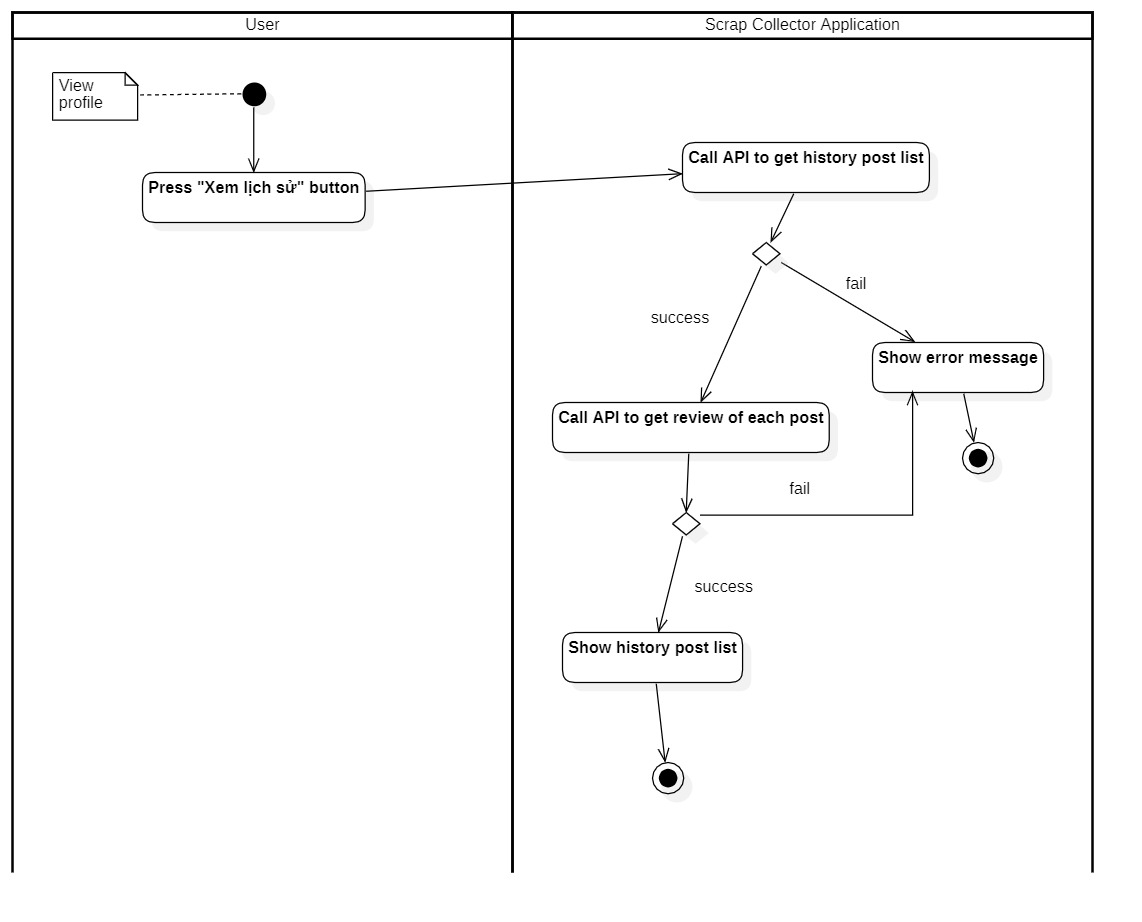 User
Scrap Collector Application
View
profile
Press "Xem lịch sử" button
Call API to get history post list
fail
success
Show error message
Call API to get review of each post
fail
success
Show history post list